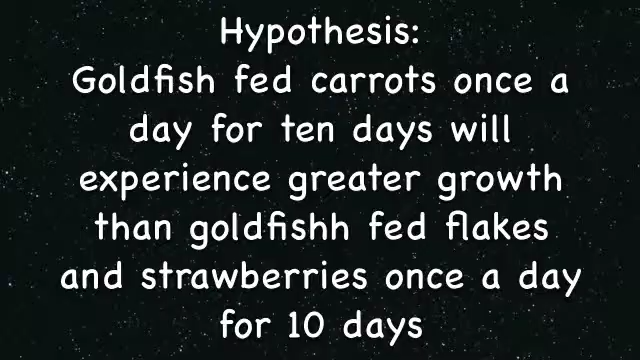 Hypothesis:
Goldfish fed carrots once a
day for ten days will
experience greater growth
than goldfishh fed flakes
and strawberries once a day
for 10 days